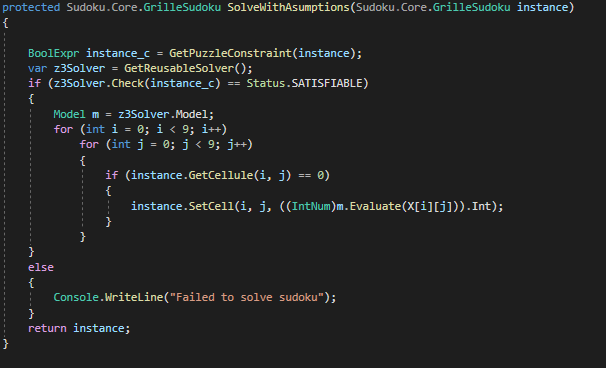 protected Sudoku.Core.GrilleSudoku SolveWithAsumptions(Sudoku.Core.GrilleSudoku instance)
{
BoolExpr instance_c = GetPuzzleConstraint(instance);
var z3Solver = GetReusableSolver();
if (z3Solver.Check(instance_c) == Status.SATISFIABLE)
{
Model m = z3Solver.Model;
for (int i = 0; i < 9; i++)
for (int j = 0; j < 9; j++)
{
if (instance.GetCellule(i, j) == 0)
{
instance.SetCell(i, j, ((IntNum)m.Evaluate(X[i][j])).Int);
}
}
}
else
{
Console.WriteLine("Failed to solve sudoku");
}
return instance;
}